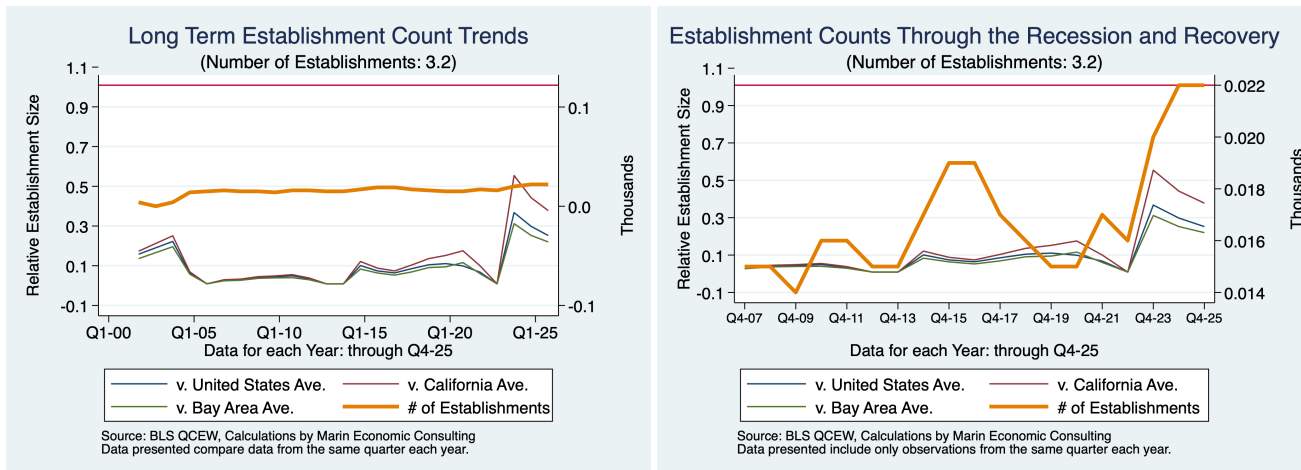 Long Term Establishment Count Trends
(Number of Establishments: 3.2)
Relative Establishment Size
1.1
0.9
0.7
0.5
0.3
0.1
-0.1
0.1
0.0
-0.1
Thousands
Q1-00 Q1-05 Q1-10 Q1-15 Q1-20 Q1-25
Data for each Year: through Q4-25
v. United States Ave. v. California Ave.
v. Bay Area Ave. # of Establishments
Source: BLS QCEW, Calculations by Marin Economic Consulting
Data presented compare data from the same quarter each year.
Establishment Counts Through the Recession and Recovery
(Number of Establishments: 3.2)
Relative Establishment Size
1.1
0.9
0.7
0.5
0.3
0.1
-0.1
0.022
0.020
0.018
0.016
0.014
Thousands
Q4-07 Q4-09 Q4-11 Q4-13 Q4-15 Q4-17 Q4-19 Q4-21 Q4-23 Q4-25
Data for each Year: through Q4-25
v. United States Ave. v. California Ave.
v. Bay Area Ave. # of Establishments
Source: BLS QCEW, Calculations by Marin Economic Consulting
Data presented include only observations from the same quarter each year.